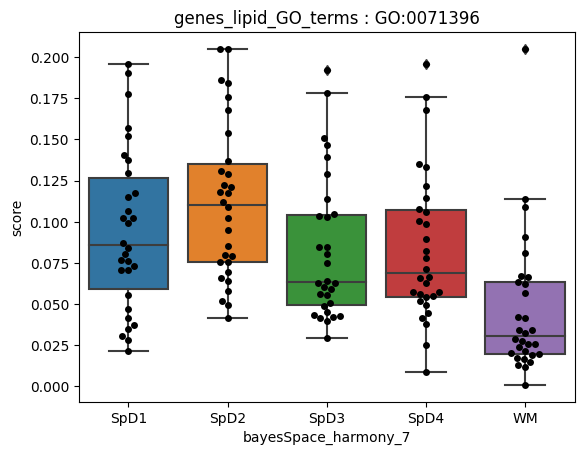 genes_lipid_GO_terms : GO:0071396
score
0.200
0.175
0.150
0.125
0.100
0.075
0.050
0.025
0.000
SpD1 SpD2 SpD3 SpD4 WM
bayesSpace_harmony_7